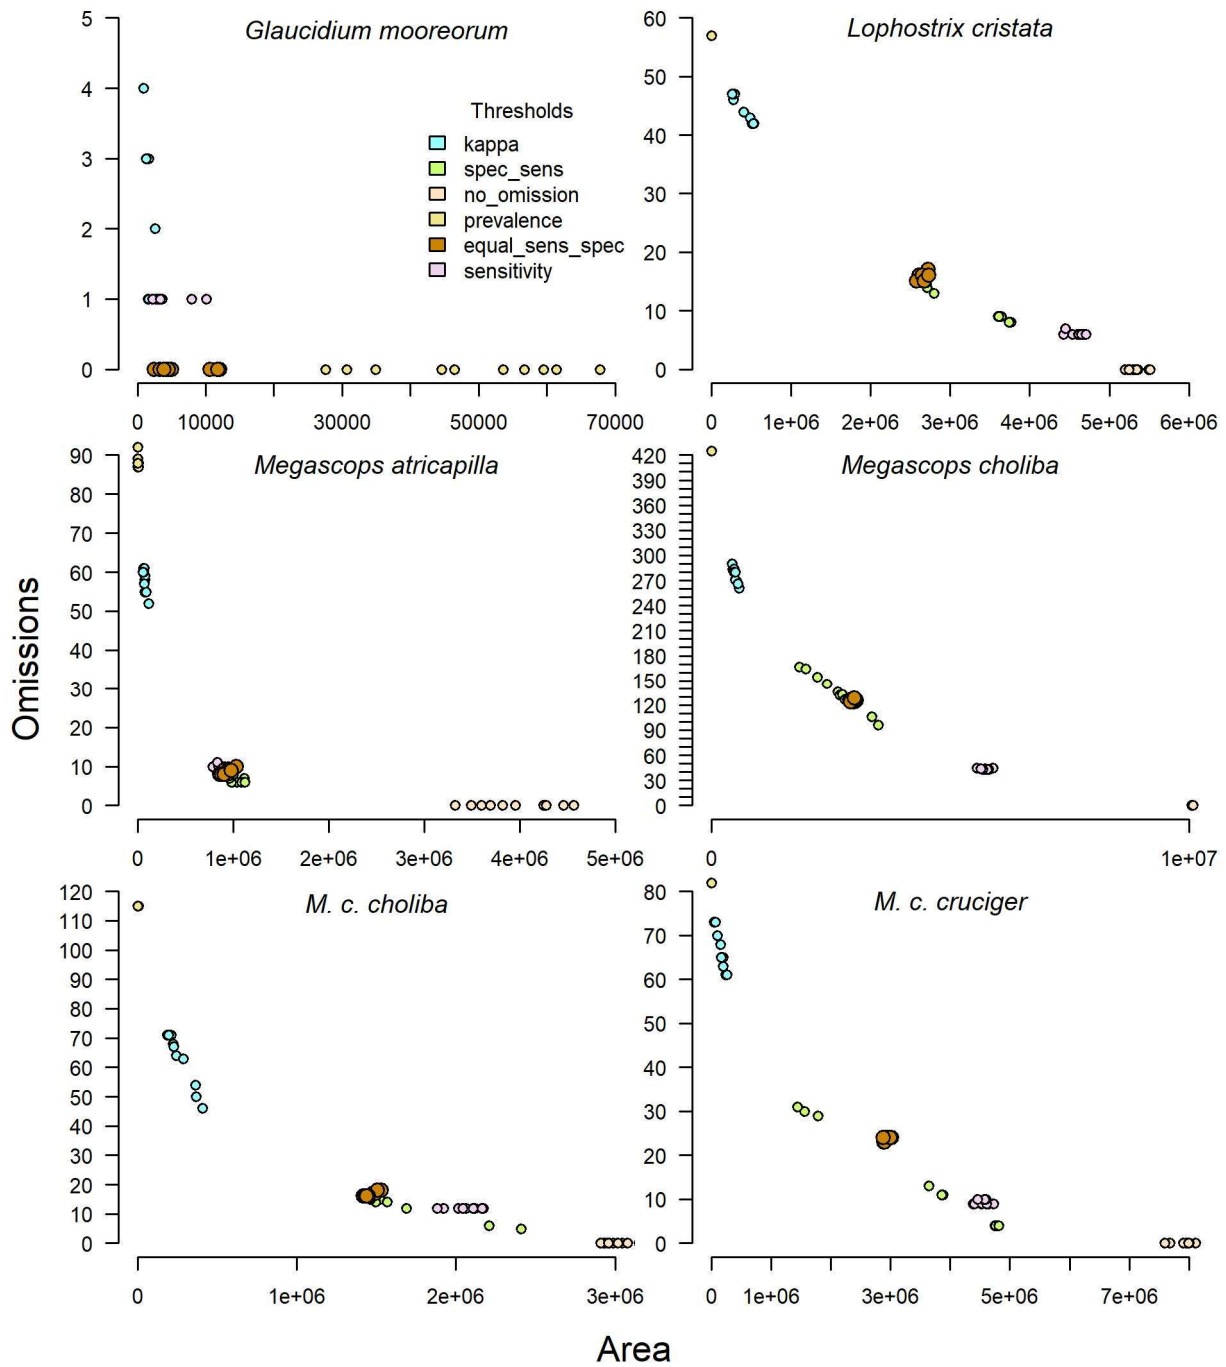 Glaucidium mooreorum
5
4
3
2
1
0
Thresholds
kappa
spec_sens
no_omission
prevalence
equal_sens_spec
sensitivity
0 10000 30000 50000 70000
Lophostrix cristata
60
50
40
30
20
10
0
0 1e+06 2e+06 3e+06 4e+06 5e+06 6e+06
Megascops atricapilla
90
80
70
60
50
40
30
20
10
0
0 1e+06 2e+06 3e+06 4e+06 5e+06
Megascops choliba
420
390
360
330
300
270
240
210
180
150
120
90
60
30
0
0 1e+07
M. c. choliba
120
110
100
90
80
70
60
50
40
30
20
10
0
0 1e+06 2e+06 3e+06
M. c. cruciger
80
70
60
50
40
30
20
10
0
0 1e+06 3e+06 5e+06 7e+06
Omissions
Area